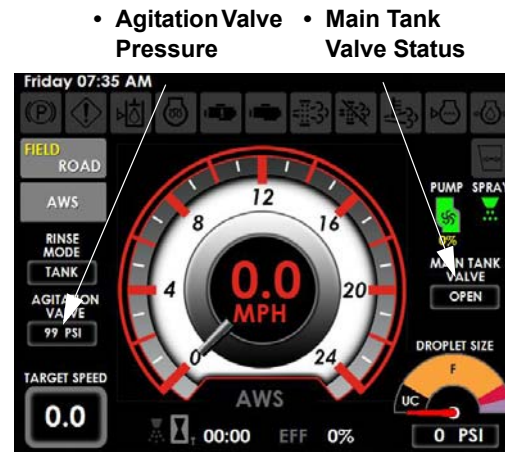 • Agitation Valve Pressure
• Main Tank Valve Status
Friday 07:35 AM
(P)
FIELD
ROAD
AWS
RINSE
MODE
TANK
AGITATION
VALVE
99 PSI
TARGET SPEED
0.0
0
4
8
12
16
20
24
0.0
MPH
AWS
00:00 EFF 0%
PUMP SPRAY
0%
MAIN TANK
VALVE
OPEN
DROPLET SIZE
F
UC
0 PSI